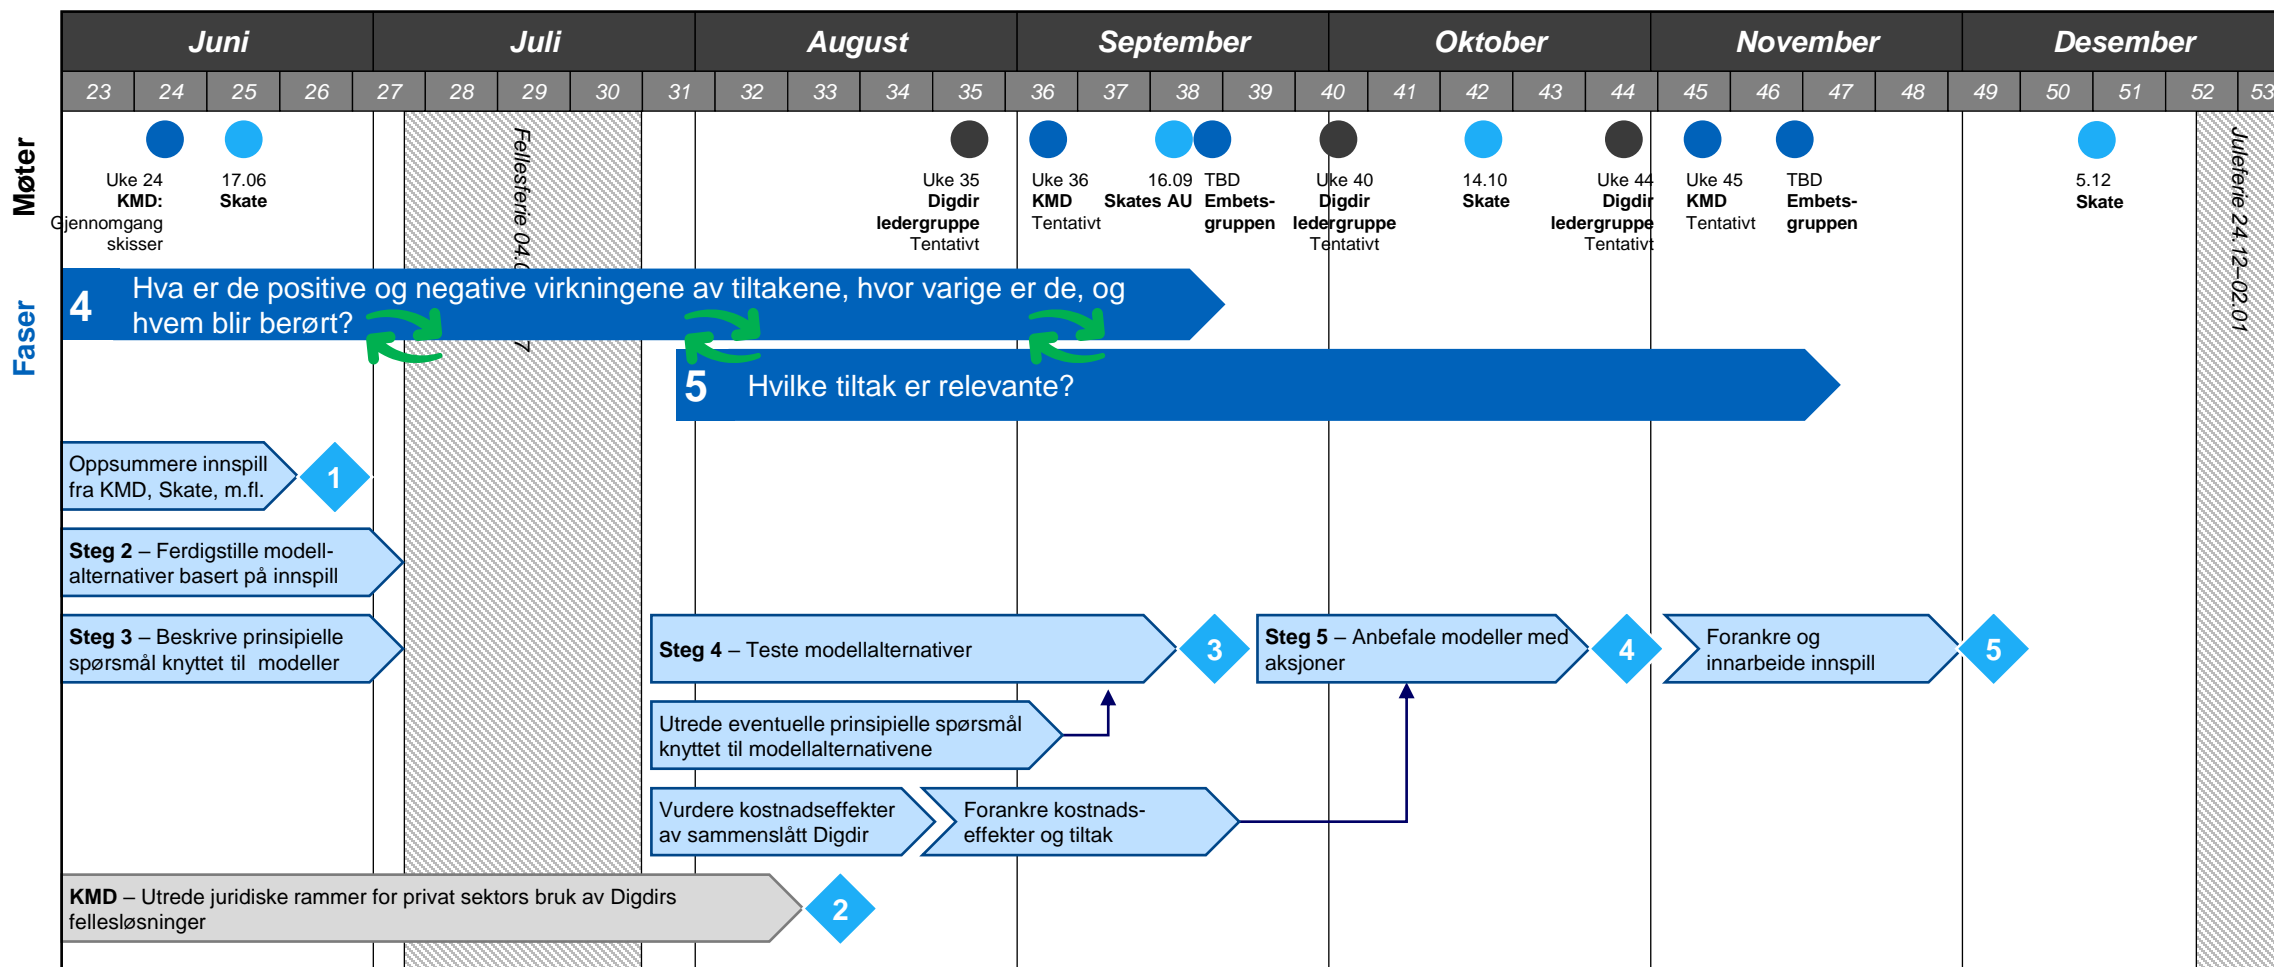 Juni Juli August September Oktober November Desember
23 24 25 26 27 28 29 30 31 32 33 34 35 36 37 38 39 40 41 42 43 44 45 46 47 48 49 50 51 52 53
Møter
Uke 24
KMD:
Gjennomgang
skisser
17.06
Skate
Fellesferie 04.0
7
Uke 35
Digdir
ledergruppe
Tentativt
Uke 36
KMD
Tentativt
16.09
Skates AU
TBD
Embets-
gruppen
Uke 40
Digdir
ledergruppe
Tentativt
14.10
Skate
Uke 44
Digdir
ledergruppe
Tentativt
Uke 45
KMD
Tentativt
TBD
Embets-
gruppen
5.12
Skate
Juleferie 24.12–02.01
Faser
4
Hva er de positive og negative virkningene av tiltakene, hvor varige er de, og
hvem blir berørt?
5
Hvilke tiltak er relevante?
Oppsummere innspill
fra KMD, Skate, m.fl.
1
Steg 2 – Ferdigstille modell-
alternativer basert på innspill
Steg 3 – Beskrive prinsipielle
spørsmål knyttet til modeller
Steg 4 – Teste modellalternativer
3
Steg 5 – Anbefale modeller med
aksjoner
4
Forankre og
innarbeide innspill
5
Utrede eventuelle prinsipielle spørsmål
knyttet til modellalternativene
Vurdere kostnadseffekter
av sammenslått Digdir
Forankre kostnads-
effekter og tiltak
KMD – Utrede juridiske rammer for privat sektors bruk av Digdirs
fellesløsninger
2